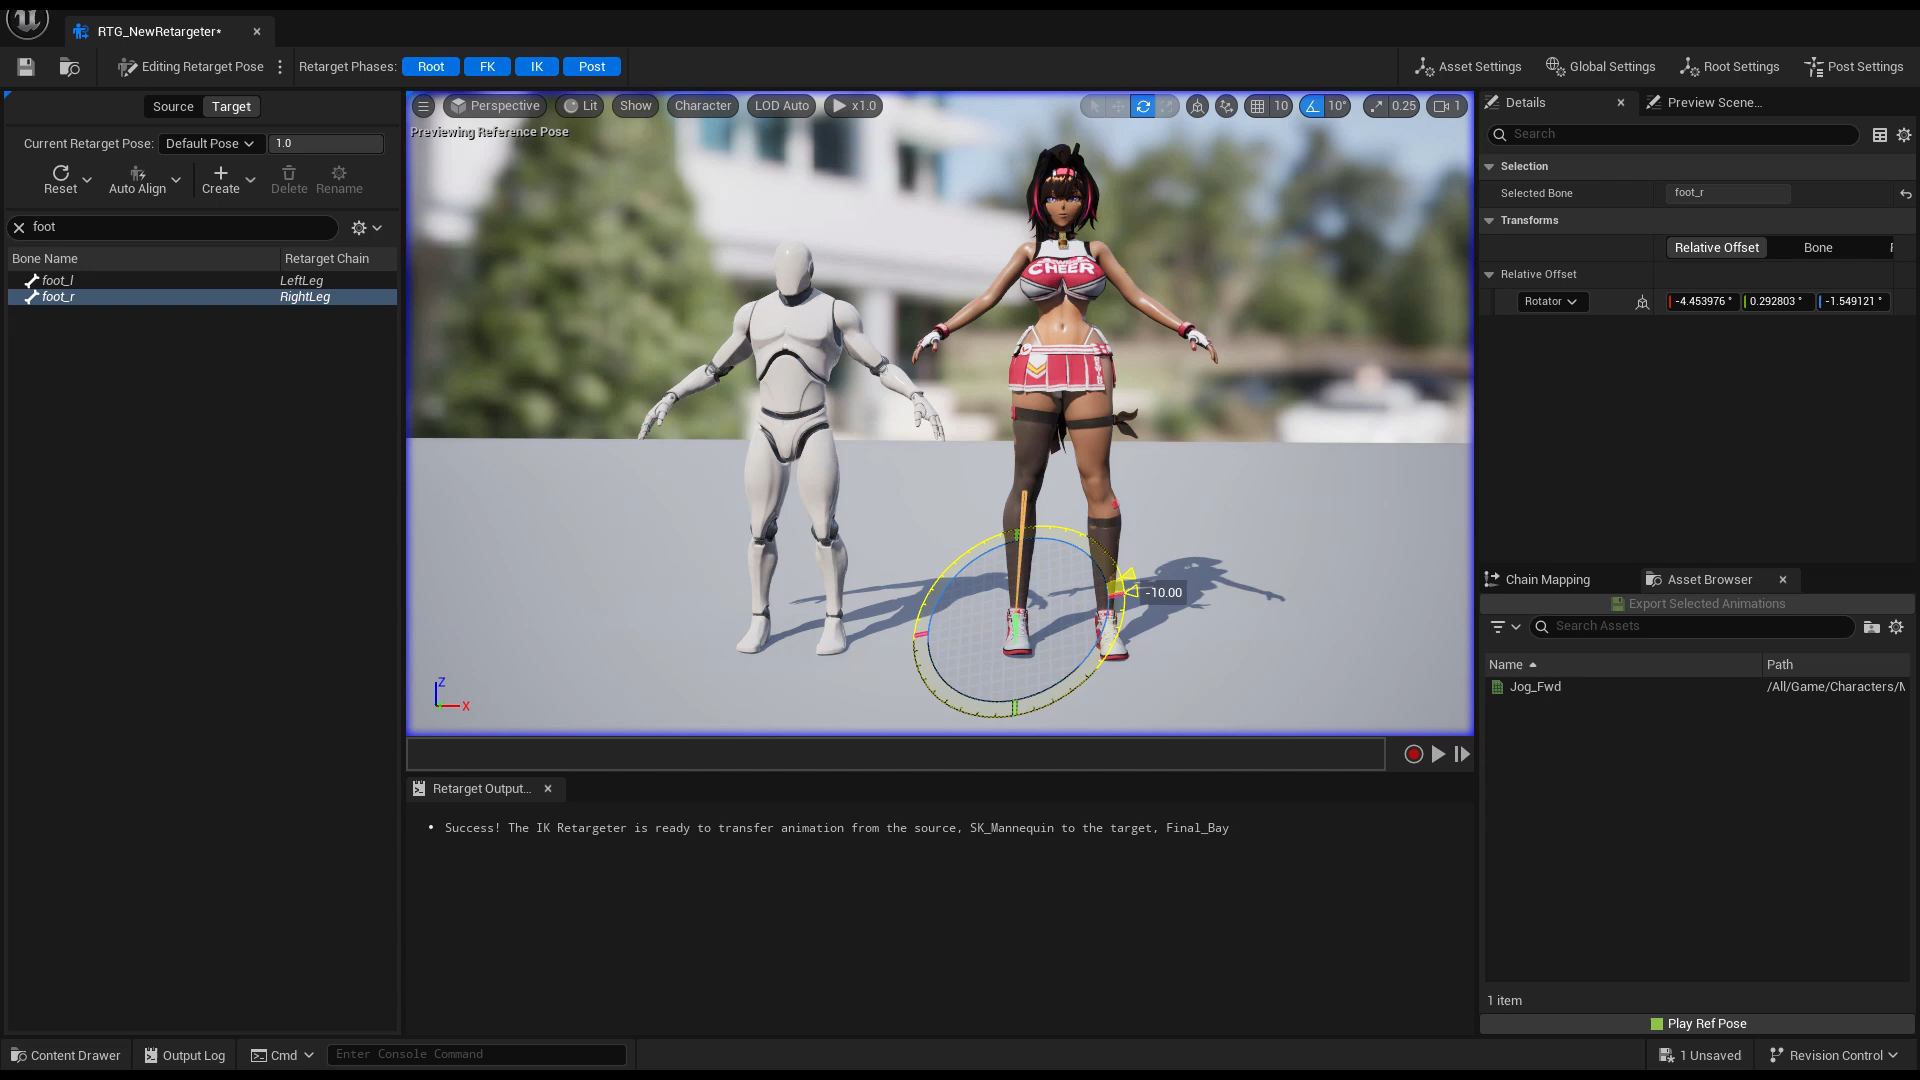 RTG_NewRetargeter*
Editing Retarget Pose
Retarget Phases: Root FK IK Post
Asset Settings Global Settings Root Settings Post Settings
Source Target
Current Retarget Pose: Default Pose 1.0
Reset Auto Align Create Delete Rename
foot
Bone Name Retarget Chain
foot_l LeftLeg
foot_r RightLeg
Perspective Lit Show Character LOD Auto x1.0 10 10° 0.25 1
Previewing Reference Pose
CHEER
-10.00
Z
X
Retarget Output...
Success! The IK Retargeter is ready to transfer animation from the source, SK_Mannequin to the target, Final_Bay
Details Preview Scene...
Search
Selection
Selected Bone foot_r
Transforms
Relative Offset Bone
Relative Offset
Rotator -4.453976 ° 0.292803 ° -1.549121 °
Chain Mapping Asset Browser
Export Selected Animations
Search Assets
Name Path
Jog_Fwd /All/Game/Characters/
1 item
Play Ref Pose
Content Drawer Output Log Cmd Enter Console Command
1 Unsaved Revision Control